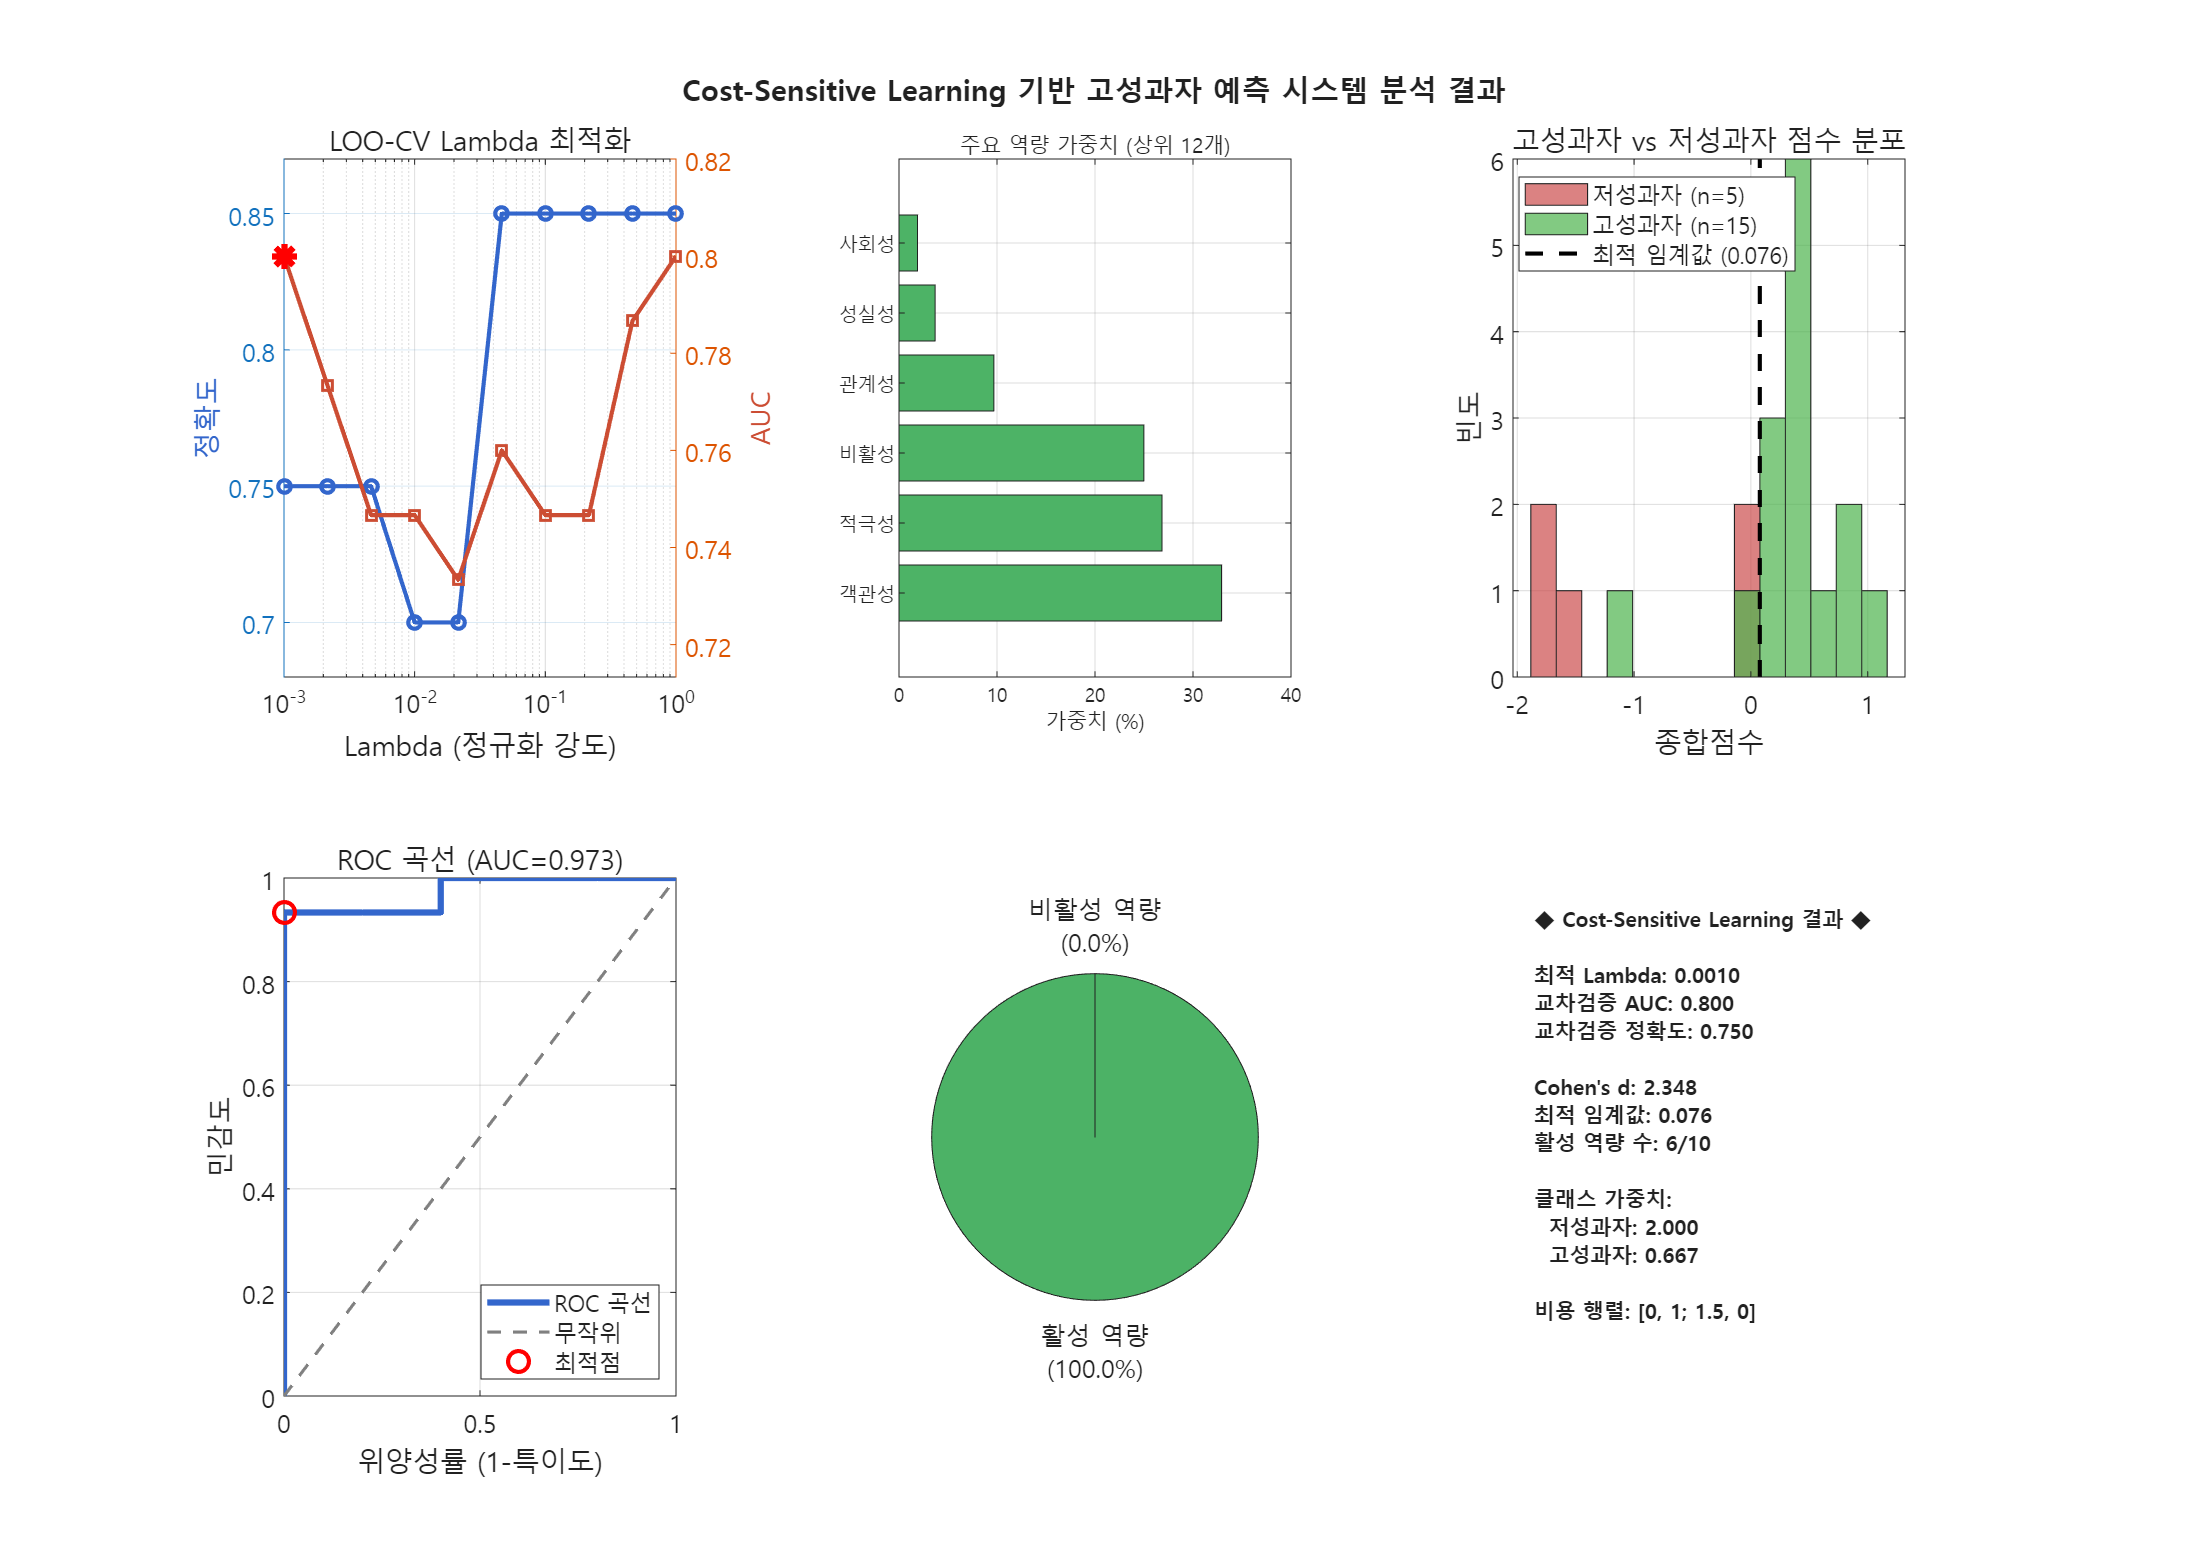 Cost-Sensitive Learning 기반 고성과자 예측 시스템 분석 결과
LOO-CV Lambda 최적화
0.85
0.8
0.75
0.7
정확도
0.82
0.8
0.78
0.76
0.74
0.72
AUC
10-3
10-2
10-1
100
Lambda (정규화 강도)
주요 역량 가중치 (상위 12개)
사회성
성실성
관계성
비활성
적극성
객관성
0
10
20
30
40
가중치 (%)
고성과자 vs 저성과자 점수 분포
저성과자 (n=5)
고성과자 (n=15)
최적 임계값 (0.076)
6
5
4
3
2
1
0
빈도
-2
-1
0
1
종합점수
ROC 곡선 (AUC=0.973)
1
0.8
0.6
0.4
0.2
0
민감도
ROC 곡선
무작위
최적점
0
0.5
1
위양성률 (1-특이도)
비활성 역량
(0.0%)
활성 역량
(100.0%)
◆ Cost-Sensitive Learning 결과 ◆
최적 Lambda: 0.0010
교차검증 AUC: 0.800
교차검증 정확도: 0.750
Cohen's d: 2.348
최적 임계값: 0.076
활성 역량 수: 6/10
클래스 가중치:
저성과자: 2.000
고성과자: 0.667
비용 행렬: [0, 1; 1.5, 0]